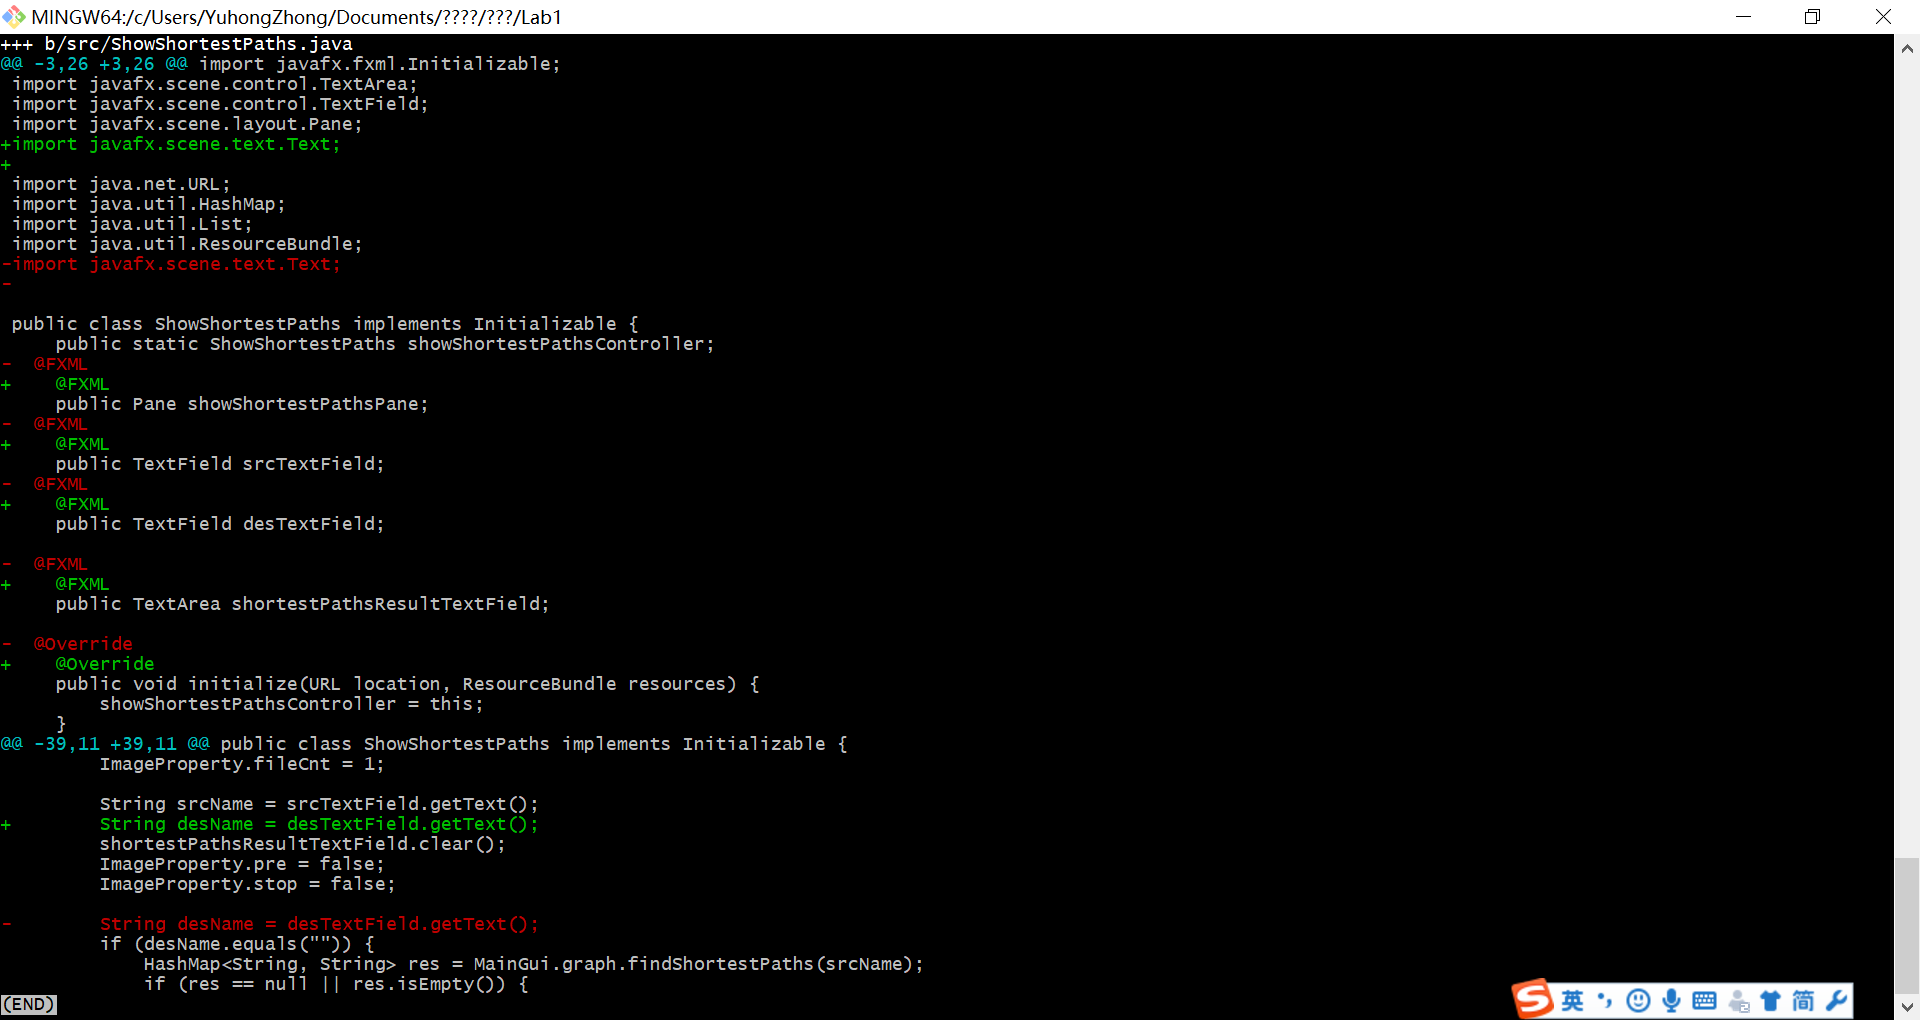 MINGW64:/c/Users/YuhongZhong/Documents/????/???/Lab1
+++ b/src/ShowShortestPaths.java
@@ -3,26 +3,26 @@ import javafx.fxml.Initializable;
 import javafx.scene.control.TextArea;
 import javafx.scene.control.TextField;
 import javafx.scene.layout.Pane;
+import javafx.scene.text.Text;
+
 import java.net.URL;
 import java.util.HashMap;
 import java.util.List;
 import java.util.ResourceBundle;
-import javafx.scene.text.Text;
-
 public class ShowShortestPaths implements Initializable {
     public static ShowShortestPaths showShortestPathsController;
-  @FXML
+    @FXML
     public Pane showShortestPathsPane;
-  @FXML
+    @FXML
     public TextField srcTextField;
-  @FXML
+    @FXML
     public TextField desTextField;
-  @FXML
+    @FXML
     public TextArea shortestPathsResultTextField;
-  @Override
+    @Override
     public void initialize(URL location, ResourceBundle resources) {
         showShortestPathsController = this;
     }
@@ -39,11 +39,11 @@ public class ShowShortestPaths implements Initializable {
         ImageProperty.fileCnt = 1;
         String srcName = srcTextField.getText();
+        String desName = desTextField.getText();
         shortestPathsResultTextField.clear();
         ImageProperty.pre = false;
         ImageProperty.stop = false;
-        String desName = desTextField.getText();
         if (desName.equals("")) {
             HashMap<String, String> res = MainGui.graph.findShortestPaths(srcName);
             if (res == null || res.isEmpty()) {
(END)
S 英 简